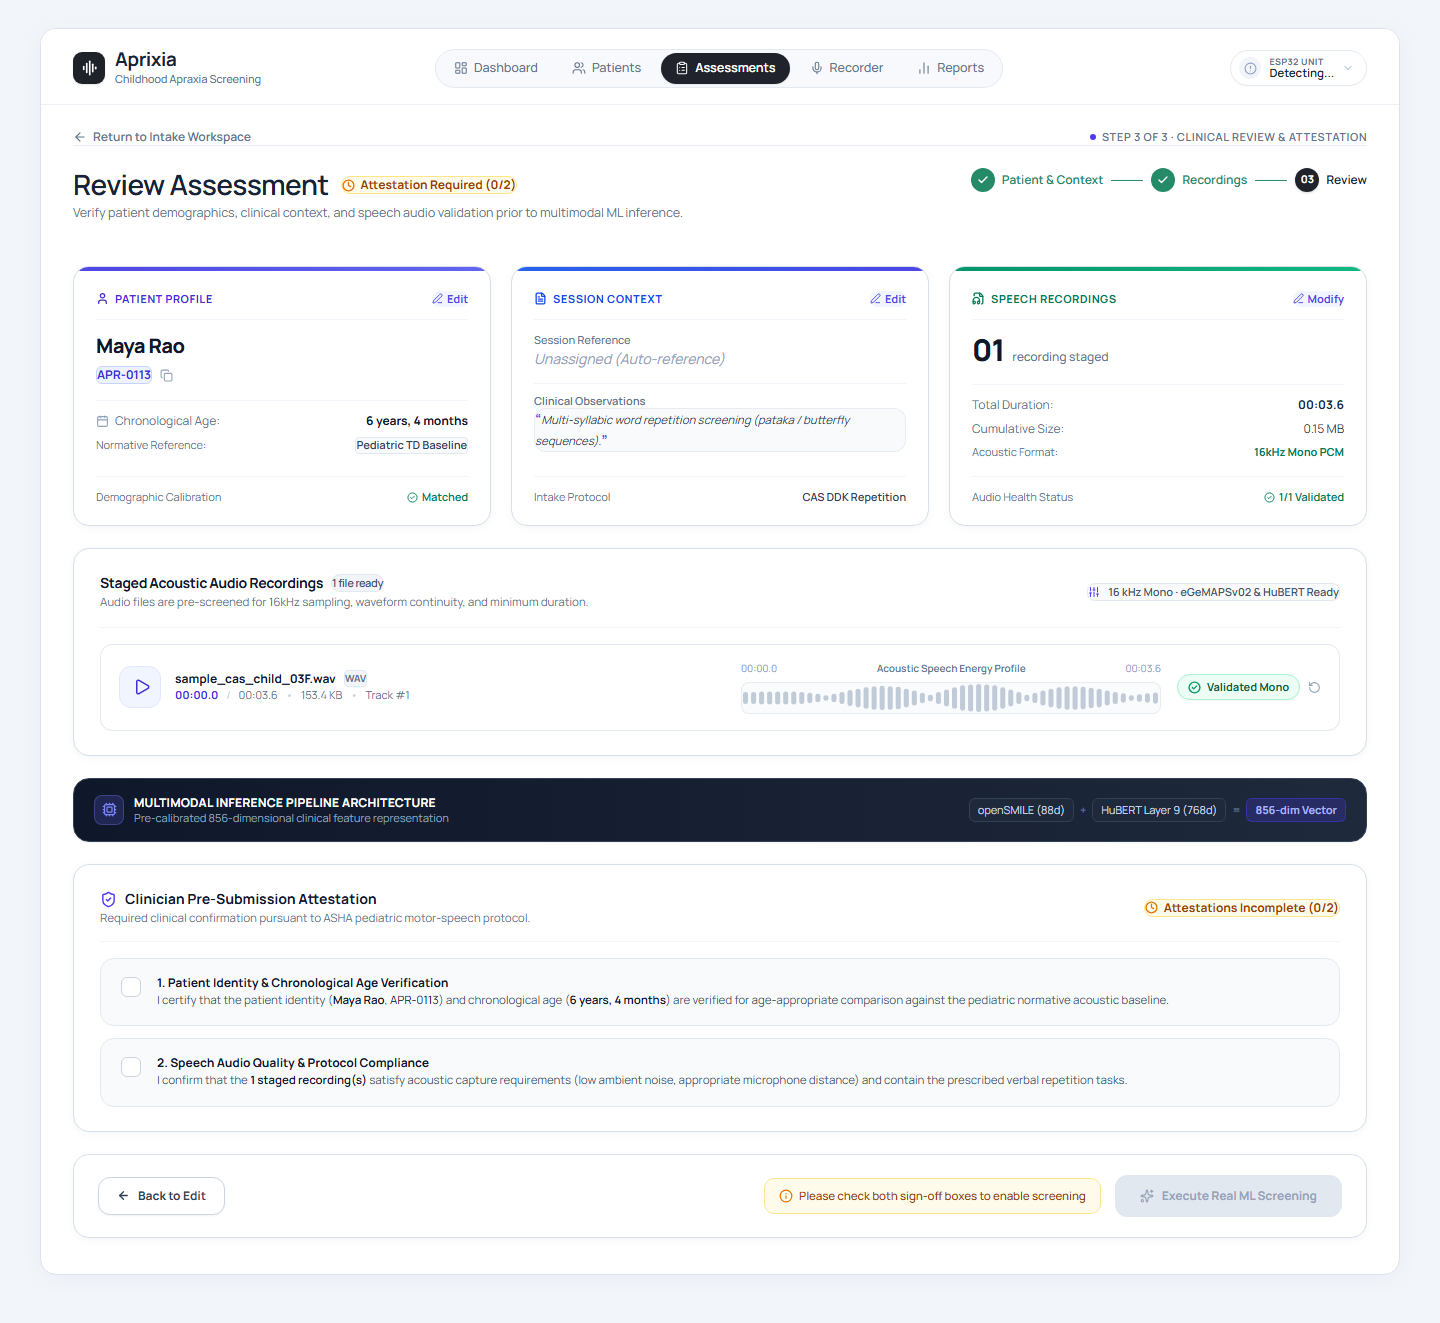 Aprixia
Childhood Apraxia Screening
Dashboard
Patients
Assessments
Recorder
Reports
ESP32 UNIT
Detecting...
Return to Intake Workspace
STEP 3 OF 3 · CLINICAL REVIEW & ATTESTATION
Review Assessment
Attestation Required (0/2)
Verify patient demographics, clinical context, and speech audio validation prior to multimodal ML inference.
Patient & Context
Recordings
03 Review
PATIENT PROFILE
Edit
Maya Rao
APR-0113
Chronological Age: 6 years, 4 months
Normative Reference: Pediatric TD Baseline
Demographic Calibration Matched
SESSION CONTEXT
Edit
Session Reference
Unassigned (Auto-reference)
Clinical Observations
“Multi-syllabic word repetition screening (pataka / butterfly
sequences).”
Intake Protocol CAS DDK Repetition
SPEECH RECORDINGS
Modify
01 recording staged
Total Duration: 00:03.6
Cumulative Size: 0.15 MB
Acoustic Format: 16kHz Mono PCM
Audio Health Status 1/1 Validated
Staged Acoustic Audio Recordings 1 file ready
Audio files are pre-screened for 16kHz sampling, waveform continuity, and minimum duration.
16 kHz Mono · eGeMAPSv02 & HuBERT Ready
sample_cas_child_03F.wav WAV
00:00.0 / 00:03.6 • 153.4 KB • Track #1
00:00.0 Acoustic Speech Energy Profile 00:03.6
Validated Mono
MULTIMODAL INFERENCE PIPELINE ARCHITECTURE
Pre-calibrated 856-dimensional clinical feature representation
openSMILE (88d) + HuBERT Layer 9 (768d) = 856-dim Vector
Clinician Pre-Submission Attestation
Required clinical confirmation pursuant to ASHA pediatric motor-speech protocol.
Attestations Incomplete (0/2)
1. Patient Identity & Chronological Age Verification
I certify that the patient identity (Maya Rao, APR-0113) and chronological age (6 years, 4 months) are verified for age-appropriate comparison against the pediatric normative acoustic baseline.
2. Speech Audio Quality & Protocol Compliance
I confirm that the 1 staged recording(s) satisfy acoustic capture requirements (low ambient noise, appropriate microphone distance) and contain the prescribed verbal repetition tasks.
Back to Edit
Please check both sign-off boxes to enable screening
Execute Real ML Screening